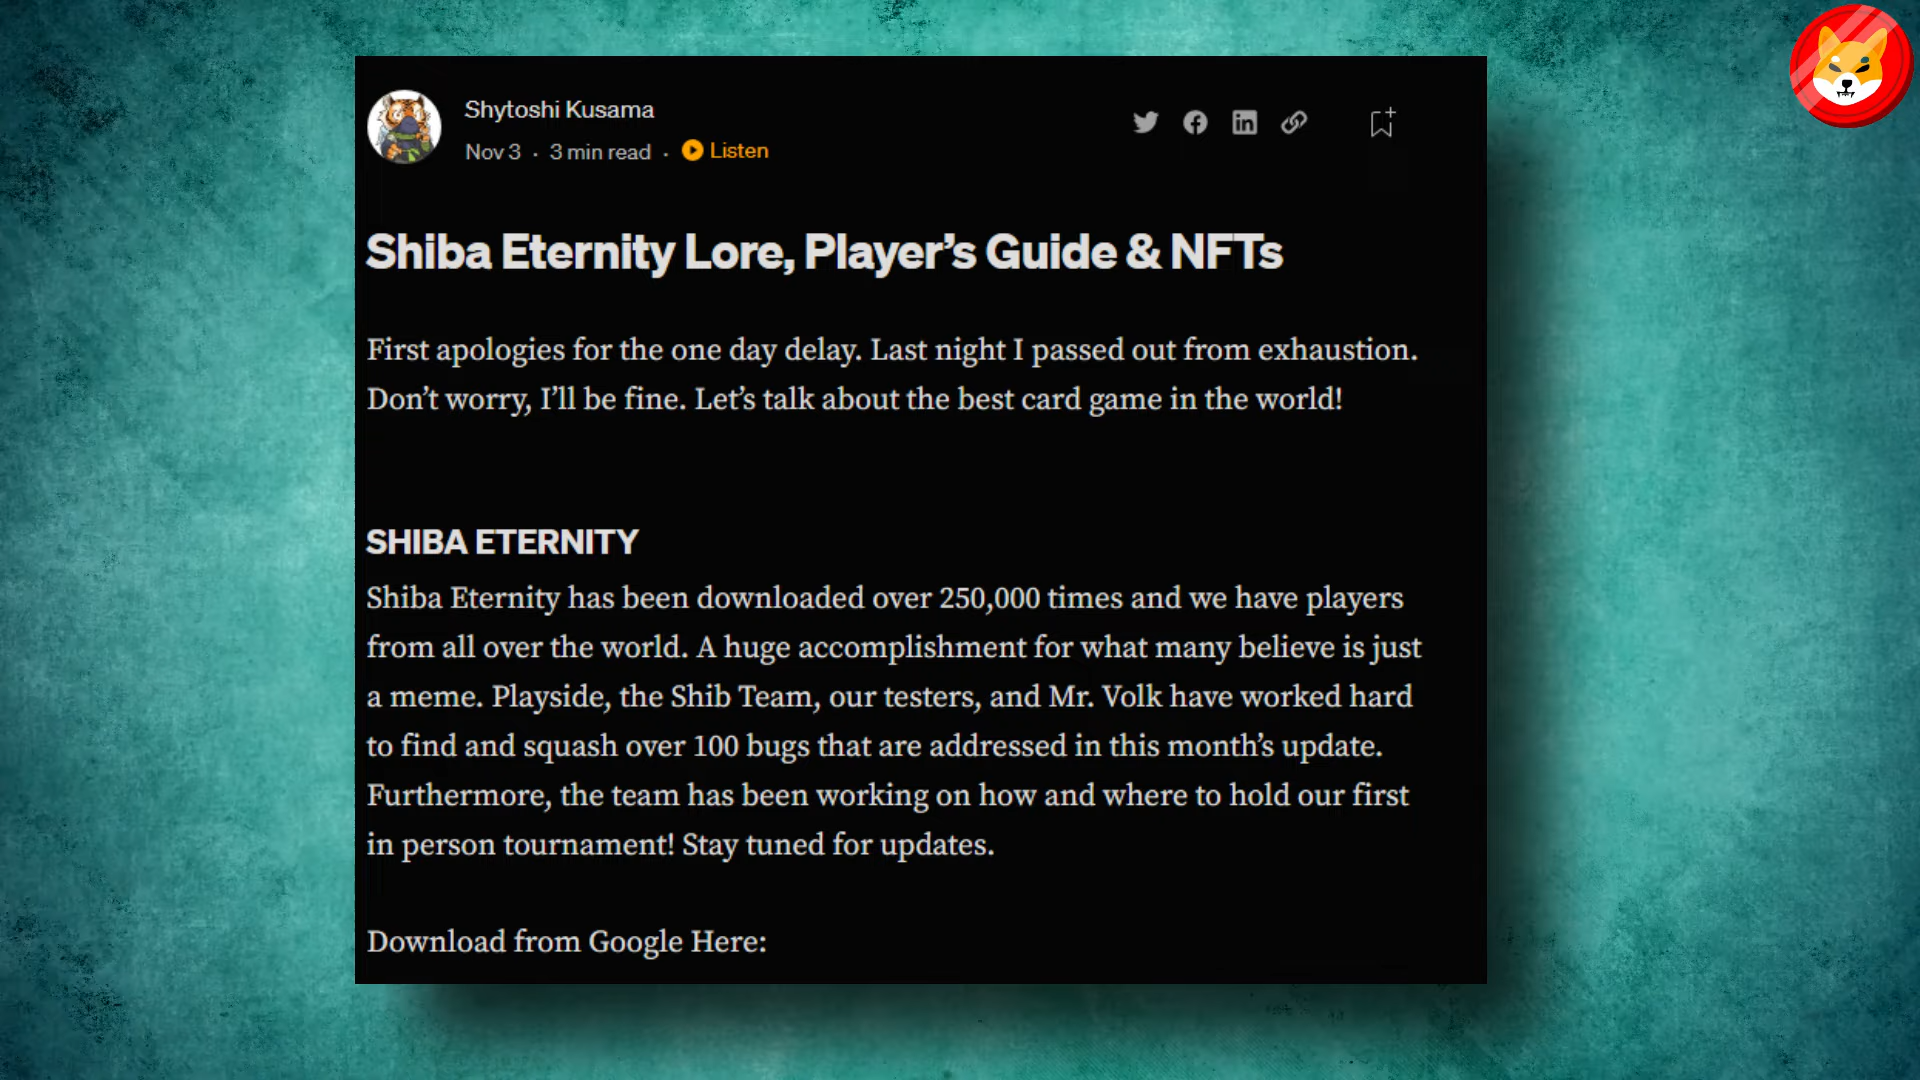 Shytoshi Kusama
Nov 3 · 3 min read · Listen
Shiba Eternity Lore, Player’s Guide & NFTs
First apologies for the one day delay. Last night I passed out from exhaustion.
Don’t worry, I’ll be fine. Let’s talk about the best card game in the world!
SHIBA ETERNITY
Shiba Eternity has been downloaded over 250,000 times and we have players
from all over the world. A huge accomplishment for what many believe is just
a meme. Playside, the Shib Team, our testers, and Mr. Volk have worked hard
to find and squash over 100 bugs that are addressed in this month’s update.
Furthermore, the team has been working on how and where to hold our first
in person tournament! Stay tuned for updates.
Download from Google Here: